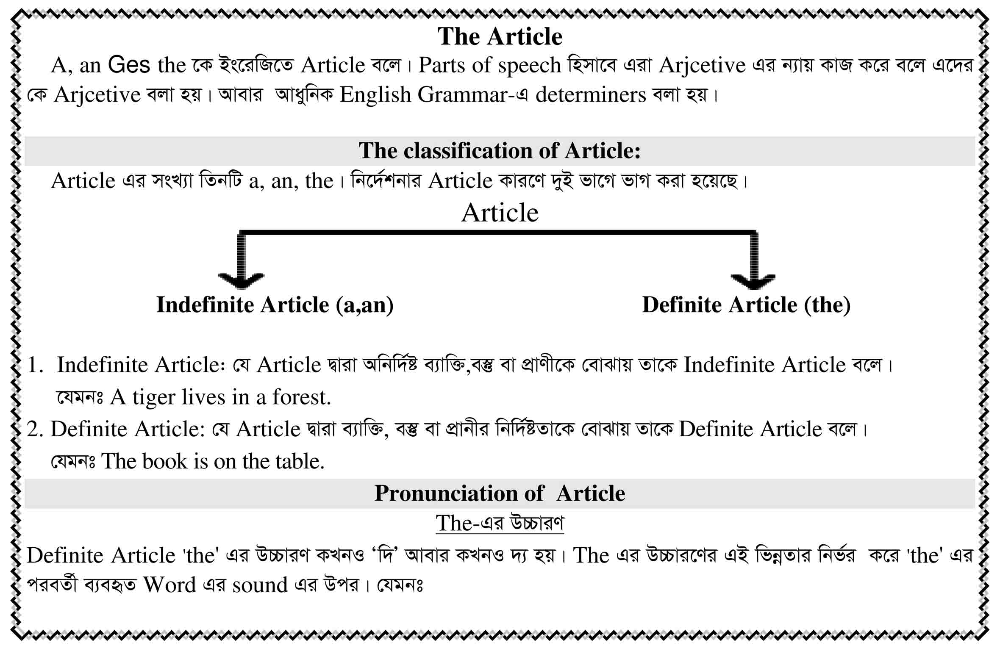 The Article
A, an Ges the কে ইংরেজিতে Article বলে। Parts of speech হিসাবে এরা Arjcetive এর ন্যায় কাজ করে বলে এদের
কে Arjcetive বলা হয়। আবার আধুনিক English Grammar-এ determiners বলা হয়।
The classification of Article:
Article এর সংখ্যা তিনটি a, an, the। নির্দেশনার Article কারণে দুই ভাগে ভাগ করা হয়েছে।
Article
Indefinite Article (a,an) Definite Article (the)
1. Indefinite Article: যে Article দ্বারা অনির্দিষ্ট ব্যাক্তি,বস্তু বা প্রাণীকে বোঝায় তাকে Indefinite Article বলে।
যেমনঃ A tiger lives in a forest.
2. Definite Article: যে Article দ্বারা ব্যাক্তি, বস্তু বা প্রানীর নির্দিষ্টতাকে বোঝায় তাকে Definite Article বলে।
যেমনঃ The book is on the table.
Pronunciation of Article
The-এর উচ্চারণ
Definite Article 'the' এর উচ্চারণ কখনও ‘দি’ আবার কখনও দ্য হয়। The এর উচ্চারণের এই ভিন্নতার নির্ভর করে 'the' এর
পরবর্তী ব্যবহৃত Word এর sound এর উপর। যেমনঃ